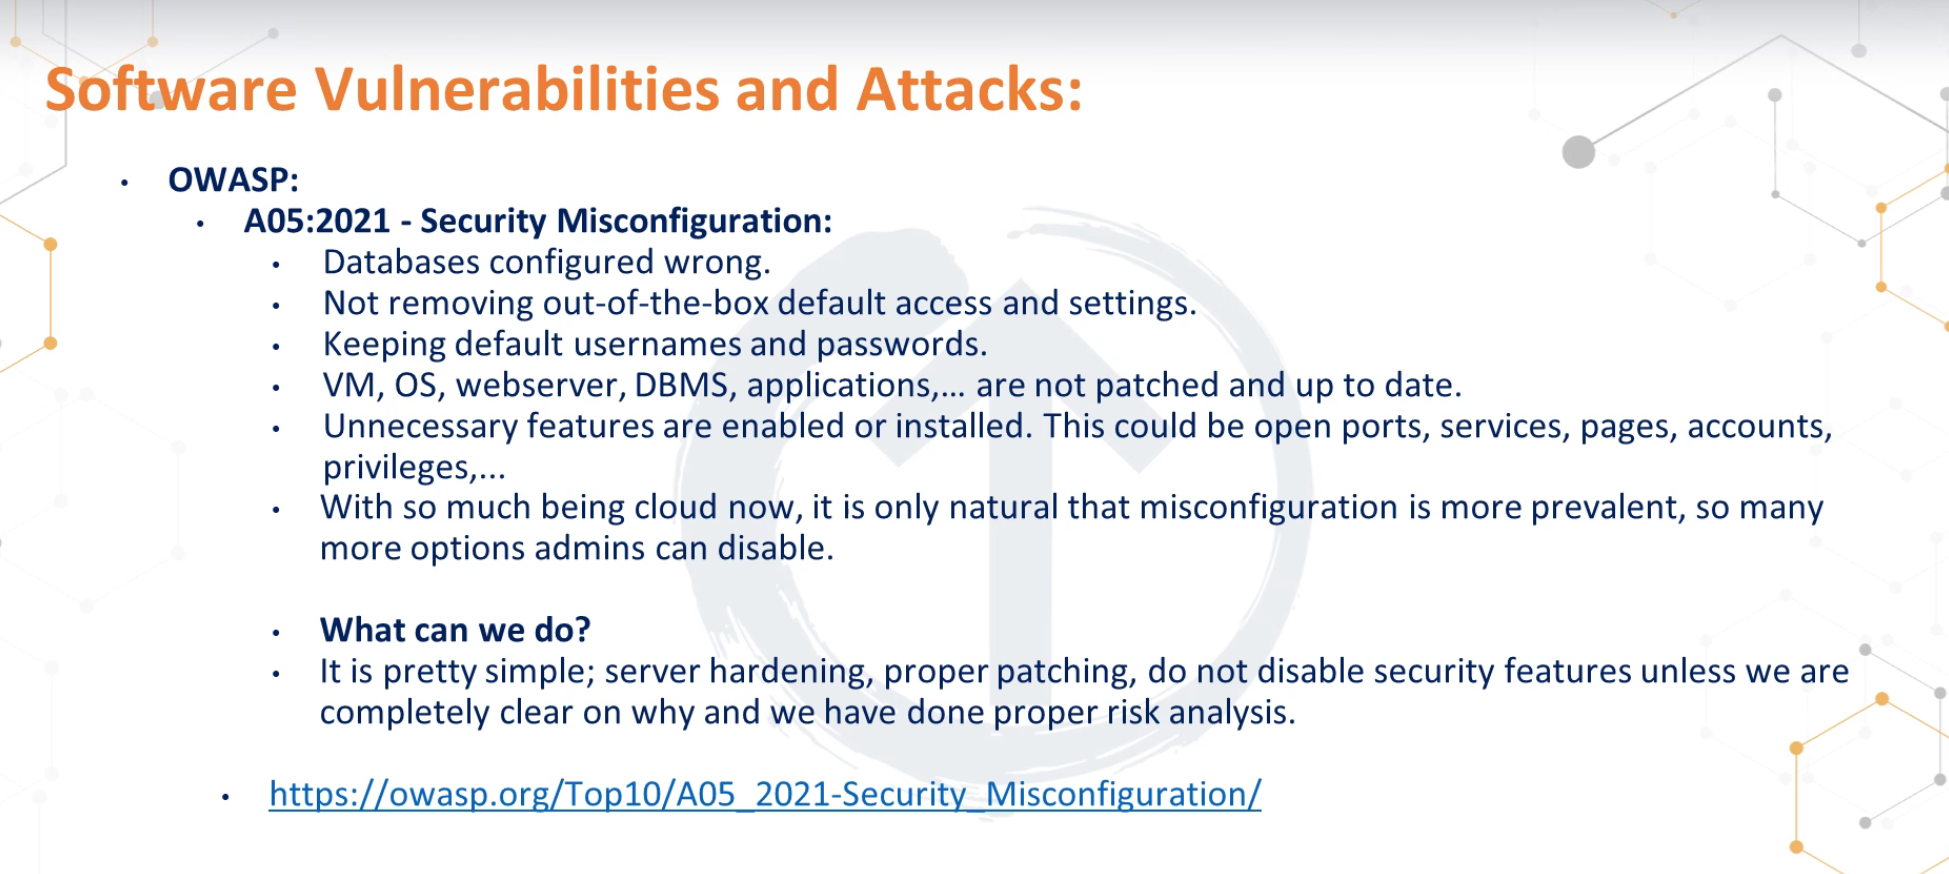 Software Vulnerabilities and Attacks:
• OWASP:
• A05:2021 - Security Misconfiguration:
• Databases configured wrong.
• Not removing out-of-the-box default access and settings.
• Keeping default usernames and passwords.
• VM, OS, webserver, DBMS, applications,... are not patched and up to date.
• Unnecessary features are enabled or installed. This could be open ports, services, pages, accounts,
privileges,...
• With so much being cloud now, it is only natural that misconfiguration is more prevalent, so many
more options admins can disable.
• What can we do?
• It is pretty simple; server hardening, proper patching, do not disable security features unless we are
completely clear on why and we have done proper risk analysis.
• https://owasp.org/Top10/A05_2021-Security_Misconfiguration/